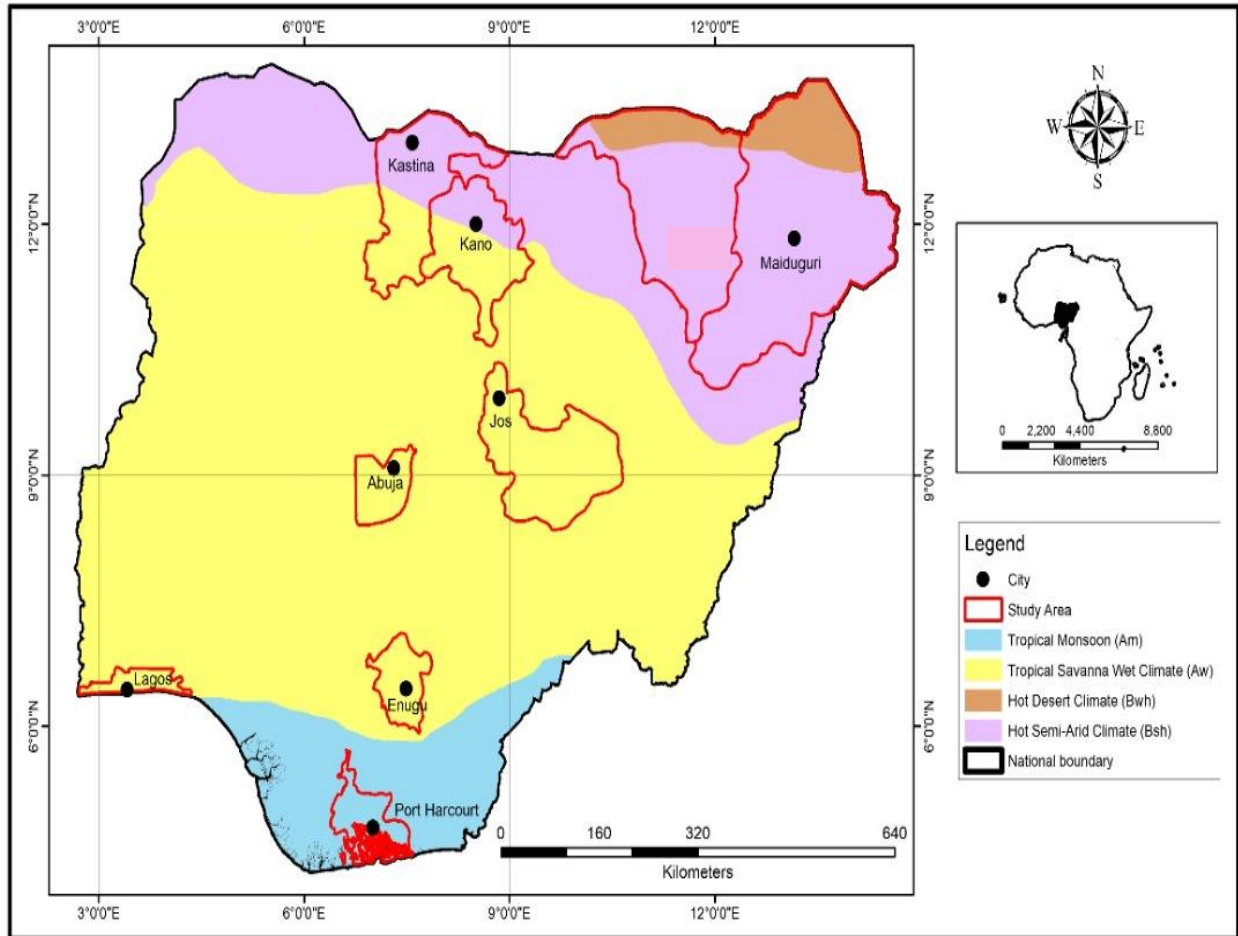 3°0'0"E 6°0'0"E 9°0'0"E 12°0'0"E
N
W E
S
12°0'0"N 12°0'0"N
9°0'0"N 9°0'0"N
6°0'0"N 6°0'0"N
Kastina
Kano
Maiduguri
Jos
Abuja
Lagos
Enugu
Port Harcourt
0 160 320 640
Kilometers
3°0'0"E 6°0'0"E 9°0'0"E 12°0'0"E
0 2,200 4,400 8,800
Kilometers
Legend
City
Study Area
Tropical Monsoon (Am)
Tropical Savanna Wet Climate (Aw)
Hot Desert Climate (Bwh)
Hot Semi-Arid Climate (Bsh)
National boundary